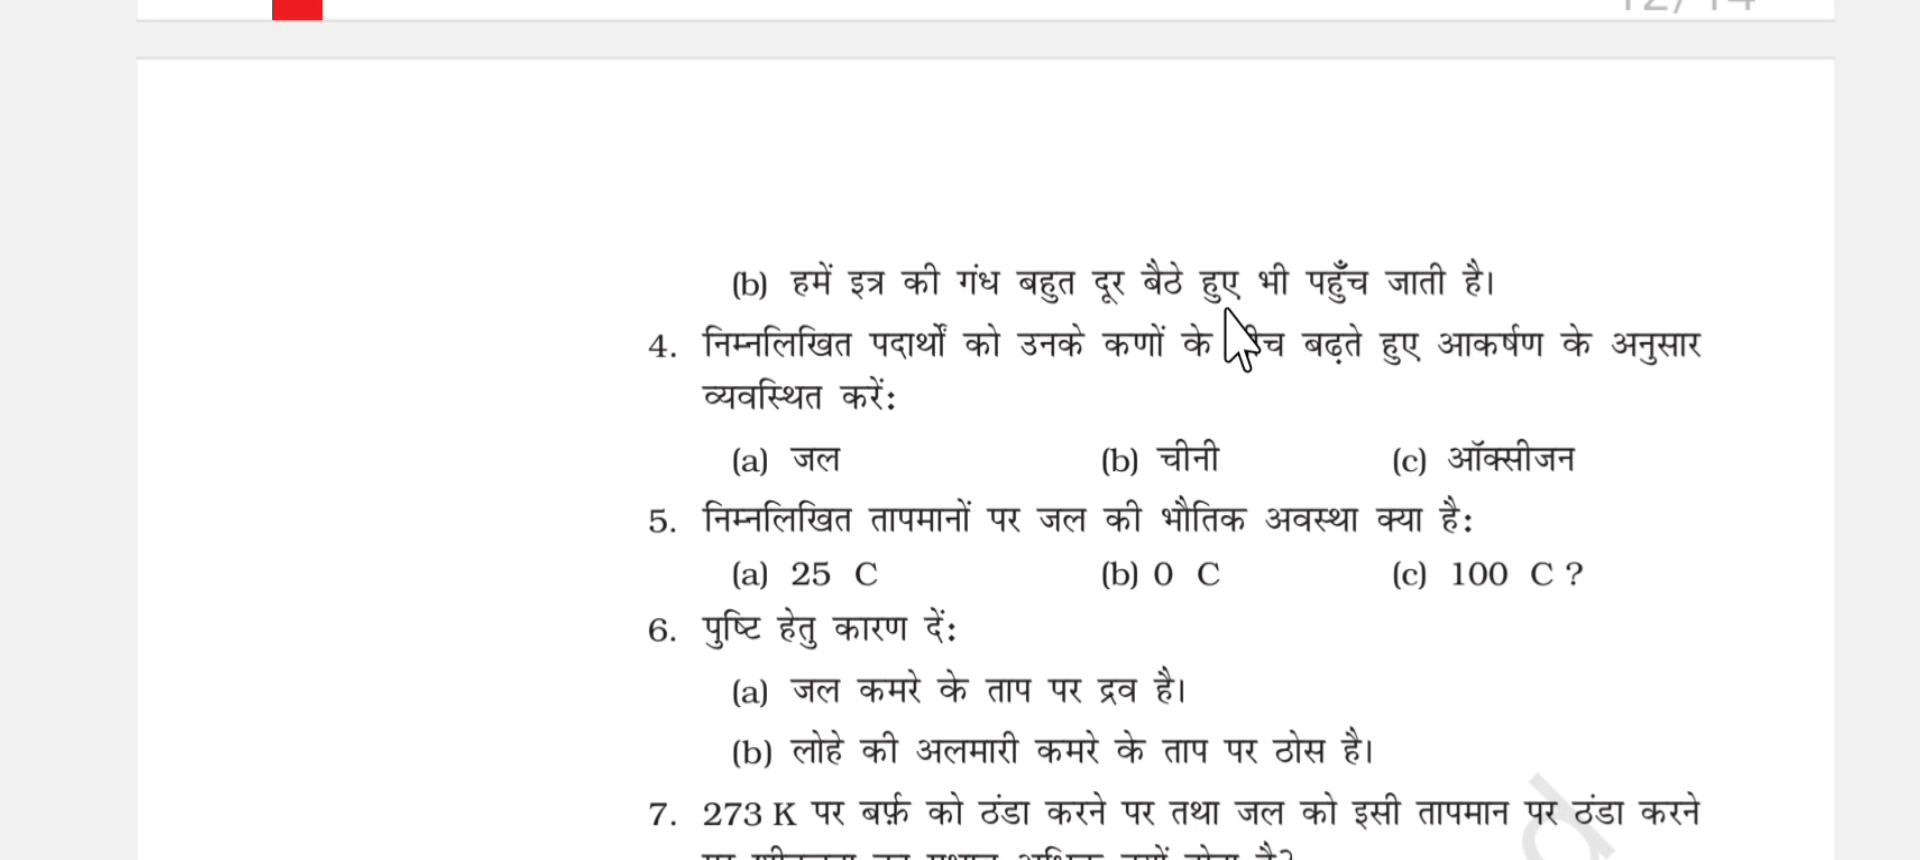 12/14
(b) हमें इत्र की गंध बहुत दूर बैठे हुए भी पहुँच जाती है।
4. निम्नलिखित पदार्थों को उनके कणों के बढ़ते हुए आकर्षण के अनुसार
व्यवस्थित करें:
(a) जल (b) चीनी (c) ऑक्सीजन
5. निम्नलिखित तापमानों पर जल की भौतिक अवस्था क्या है:
(a) 25 C (b) 0 C (c) 100 C ?
6. पुष्टि हेतु कारण दें:
(a) जल कमरे के ताप पर द्रव है।
(b) लोहे की अलमारी कमरे के ताप पर ठोस है।
7. 273 K पर बर्फ़ को ठंडा करने पर तथा जल को इसी तापमान पर ठंडा करने